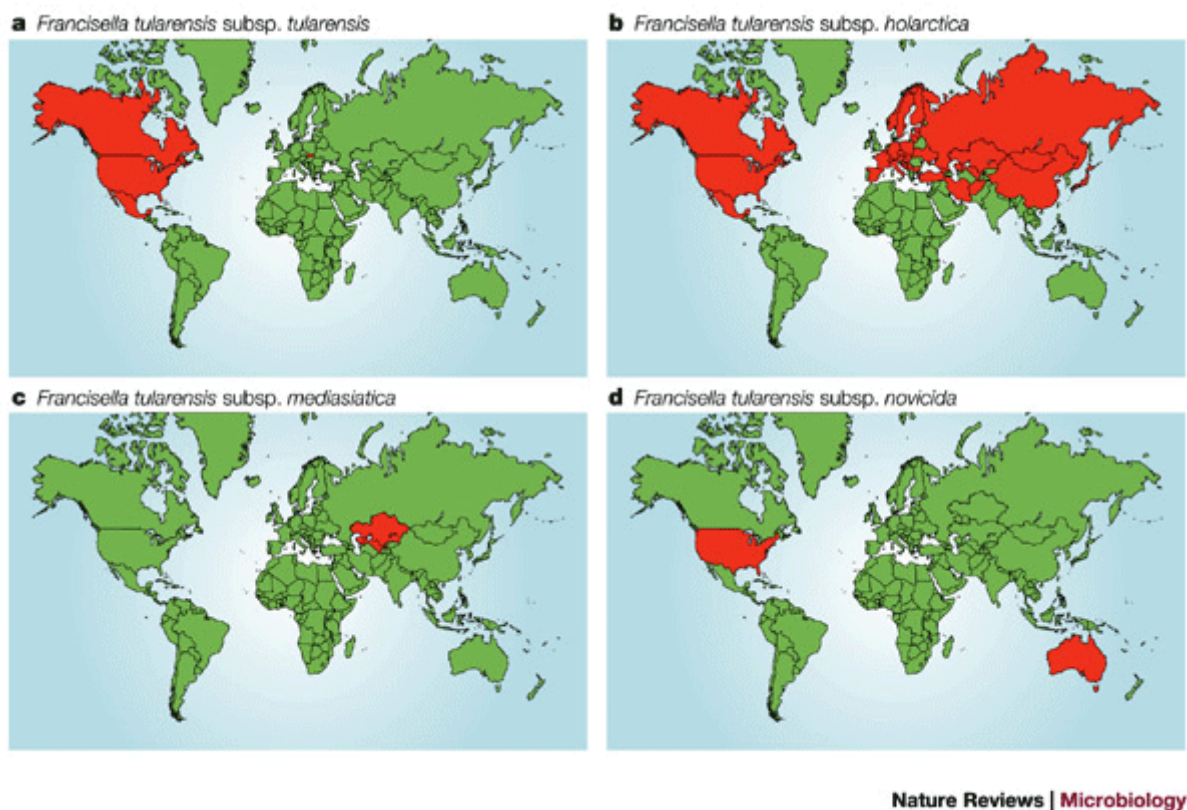 a Francisella tularensis subsp. tularensis
b Francisella tularensis subsp. holarctica
c Francisella tularensis subsp. mediasiatica
d Francisella tularensis subsp. novicida
Nature Reviews | Microbiology